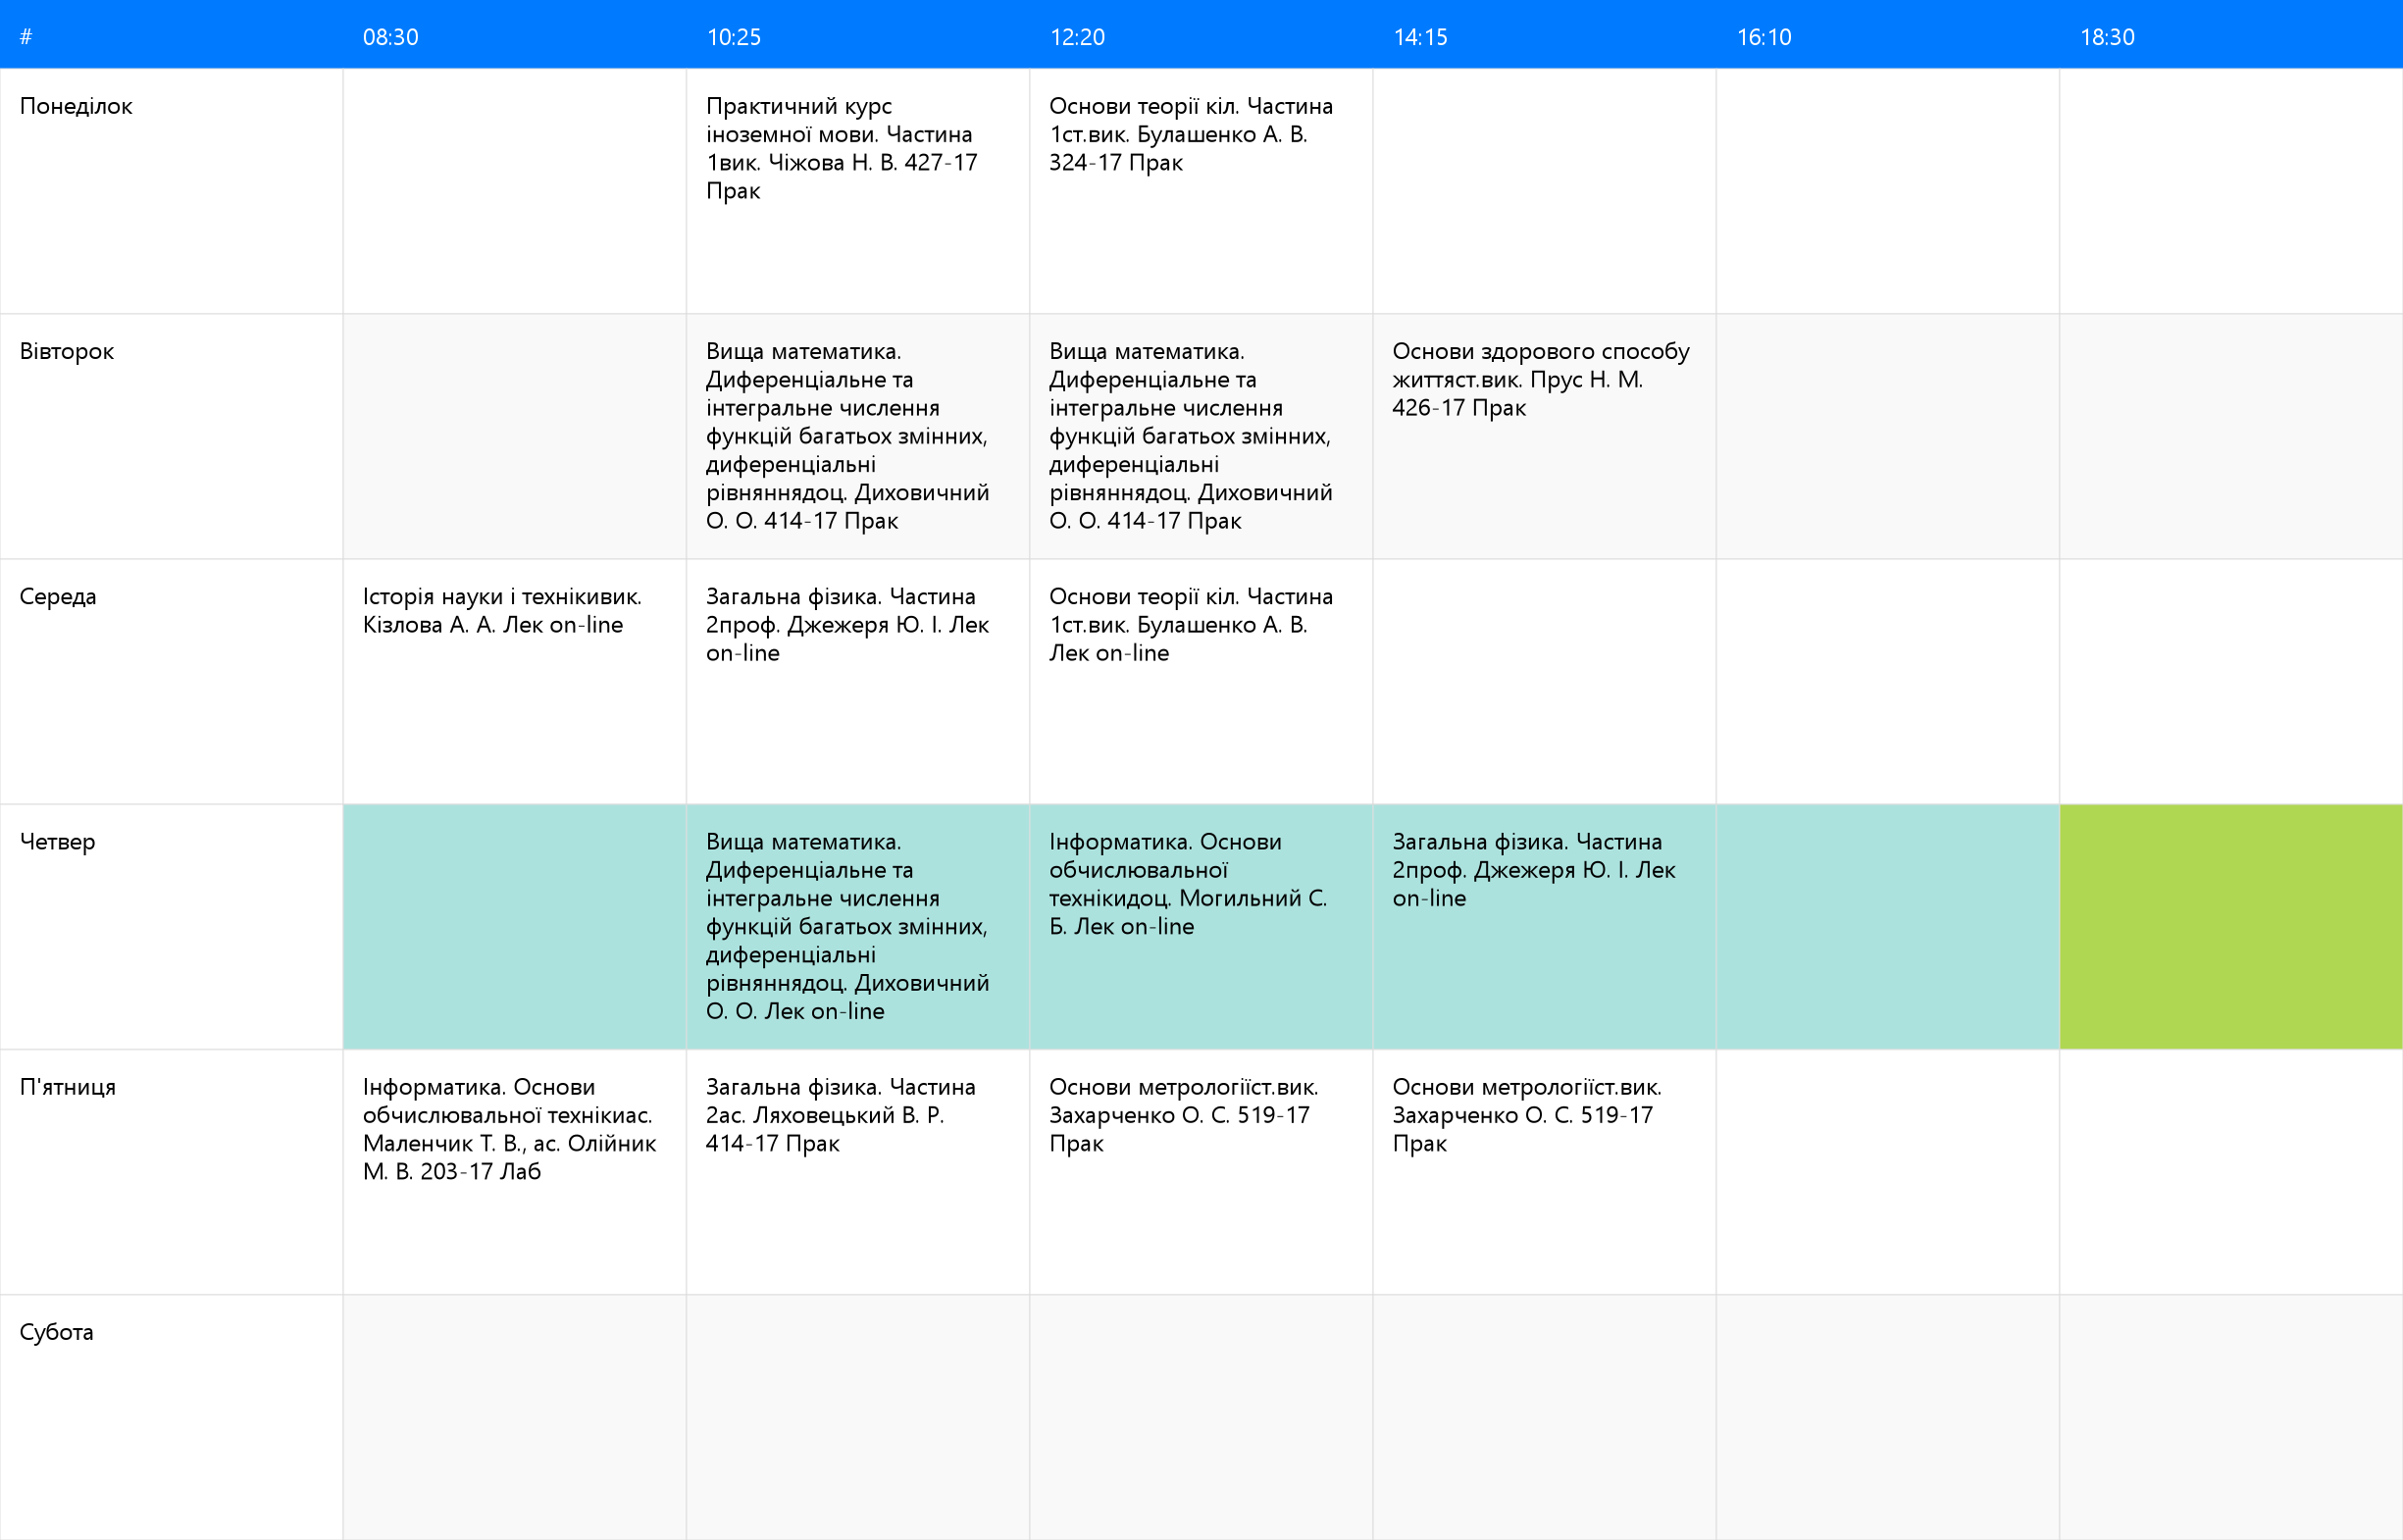 # 08:30 10:25 12:20 14:15 16:10 18:30
Понеділок
Практичний курс
іноземної мови. Частина
1вик. Чіжова Н. В. 427-17
Прак
Основи теорії кіл. Частина
1ст.вик. Булашенко А. В.
324-17 Прак
Вівторок
Вища математика.
Диференціальне та
інтегральне числення
функцій багатьох змінних,
диференціальні
рівняннядоц. Диховичний
О. О. 414-17 Прак
Вища математика.
Диференціальне та
інтегральне числення
функцій багатьох змінних,
диференціальні
рівняннядоц. Диховичний
О. О. 414-17 Прак
Основи здорового способу
життяст.вик. Прус Н. М.
426-17 Прак
Середа
Історія науки і технікивик.
Кізлова А. А. Лек on-line
Загальна фізика. Частина
2проф. Джежеря Ю. І. Лек
on-line
Основи теорії кіл. Частина
1ст.вик. Булашенко А. В.
Лек on-line
Четвер
Вища математика.
Диференціальне та
інтегральне числення
функцій багатьох змінних,
диференціальні
рівняннядоц. Диховичний
О. О. Лек on-line
Інформатика. Основи
обчислювальної
технікидоц. Могильний С.
Б. Лек on-line
Загальна фізика. Частина
2проф. Джежеря Ю. І. Лек
on-line
П'ятниця
Інформатика. Основи
обчислювальної технікиас.
Маленчик Т. В., ас. Олійник
М. В. 203-17 Лаб
Загальна фізика. Частина
2ас. Ляховецький В. Р.
414-17 Прак
Основи метрологіїст.вик.
Захарченко О. С. 519-17
Прак
Основи метрологіїст.вик.
Захарченко О. С. 519-17
Прак
Субота